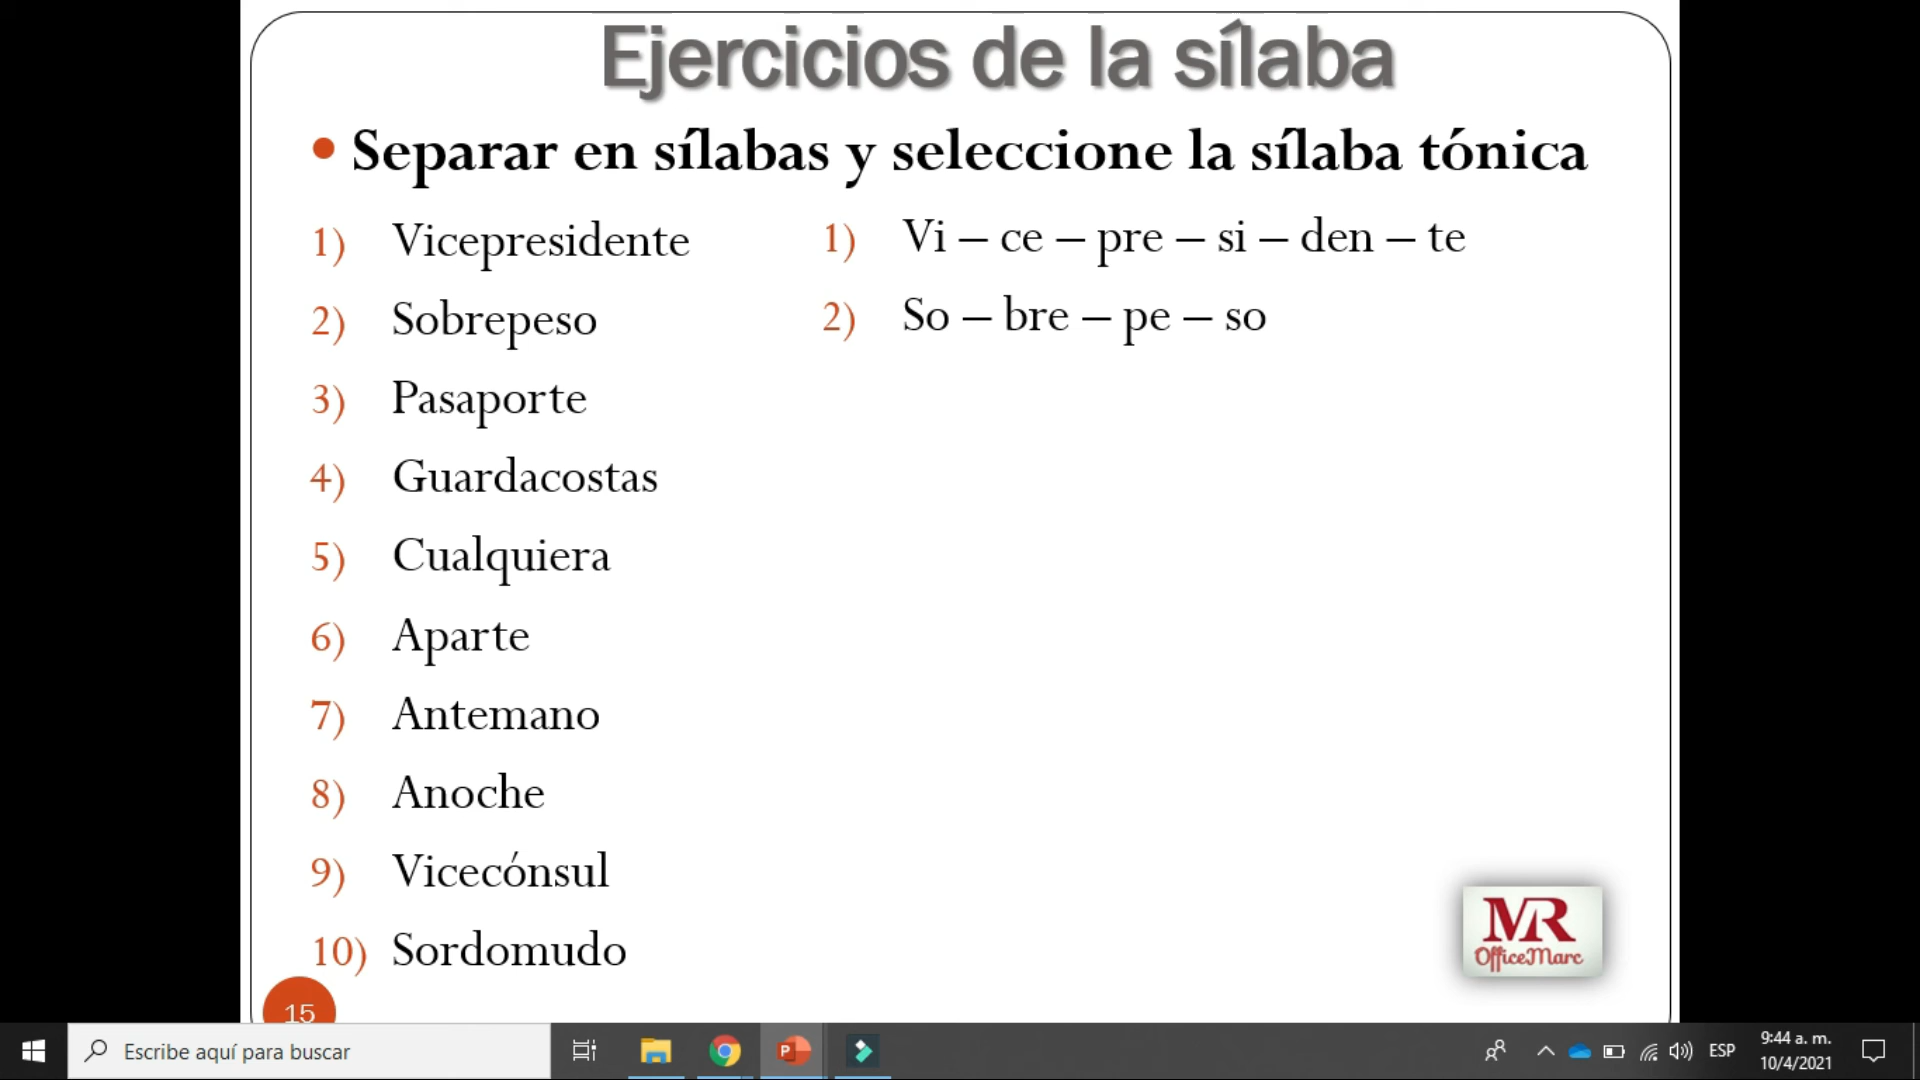 Ejercicios de la sílaba
• Separar en sílabas y seleccione la sílaba tónica
1) Vicepresidente
2) Sobrepeso
3) Pasaporte
4) Guardacostas
5) Cualquiera
6) Aparte
7) Antemano
8) Anoche
9) Vicecónsul
10) Sordomudo
1) Vi – ce – pre – si – den – te
2) So – bre – pe – so
MR
OfficeMarc
15
Escribe aquí para buscar
P
ESP
9:44 a. m.
10/4/2021